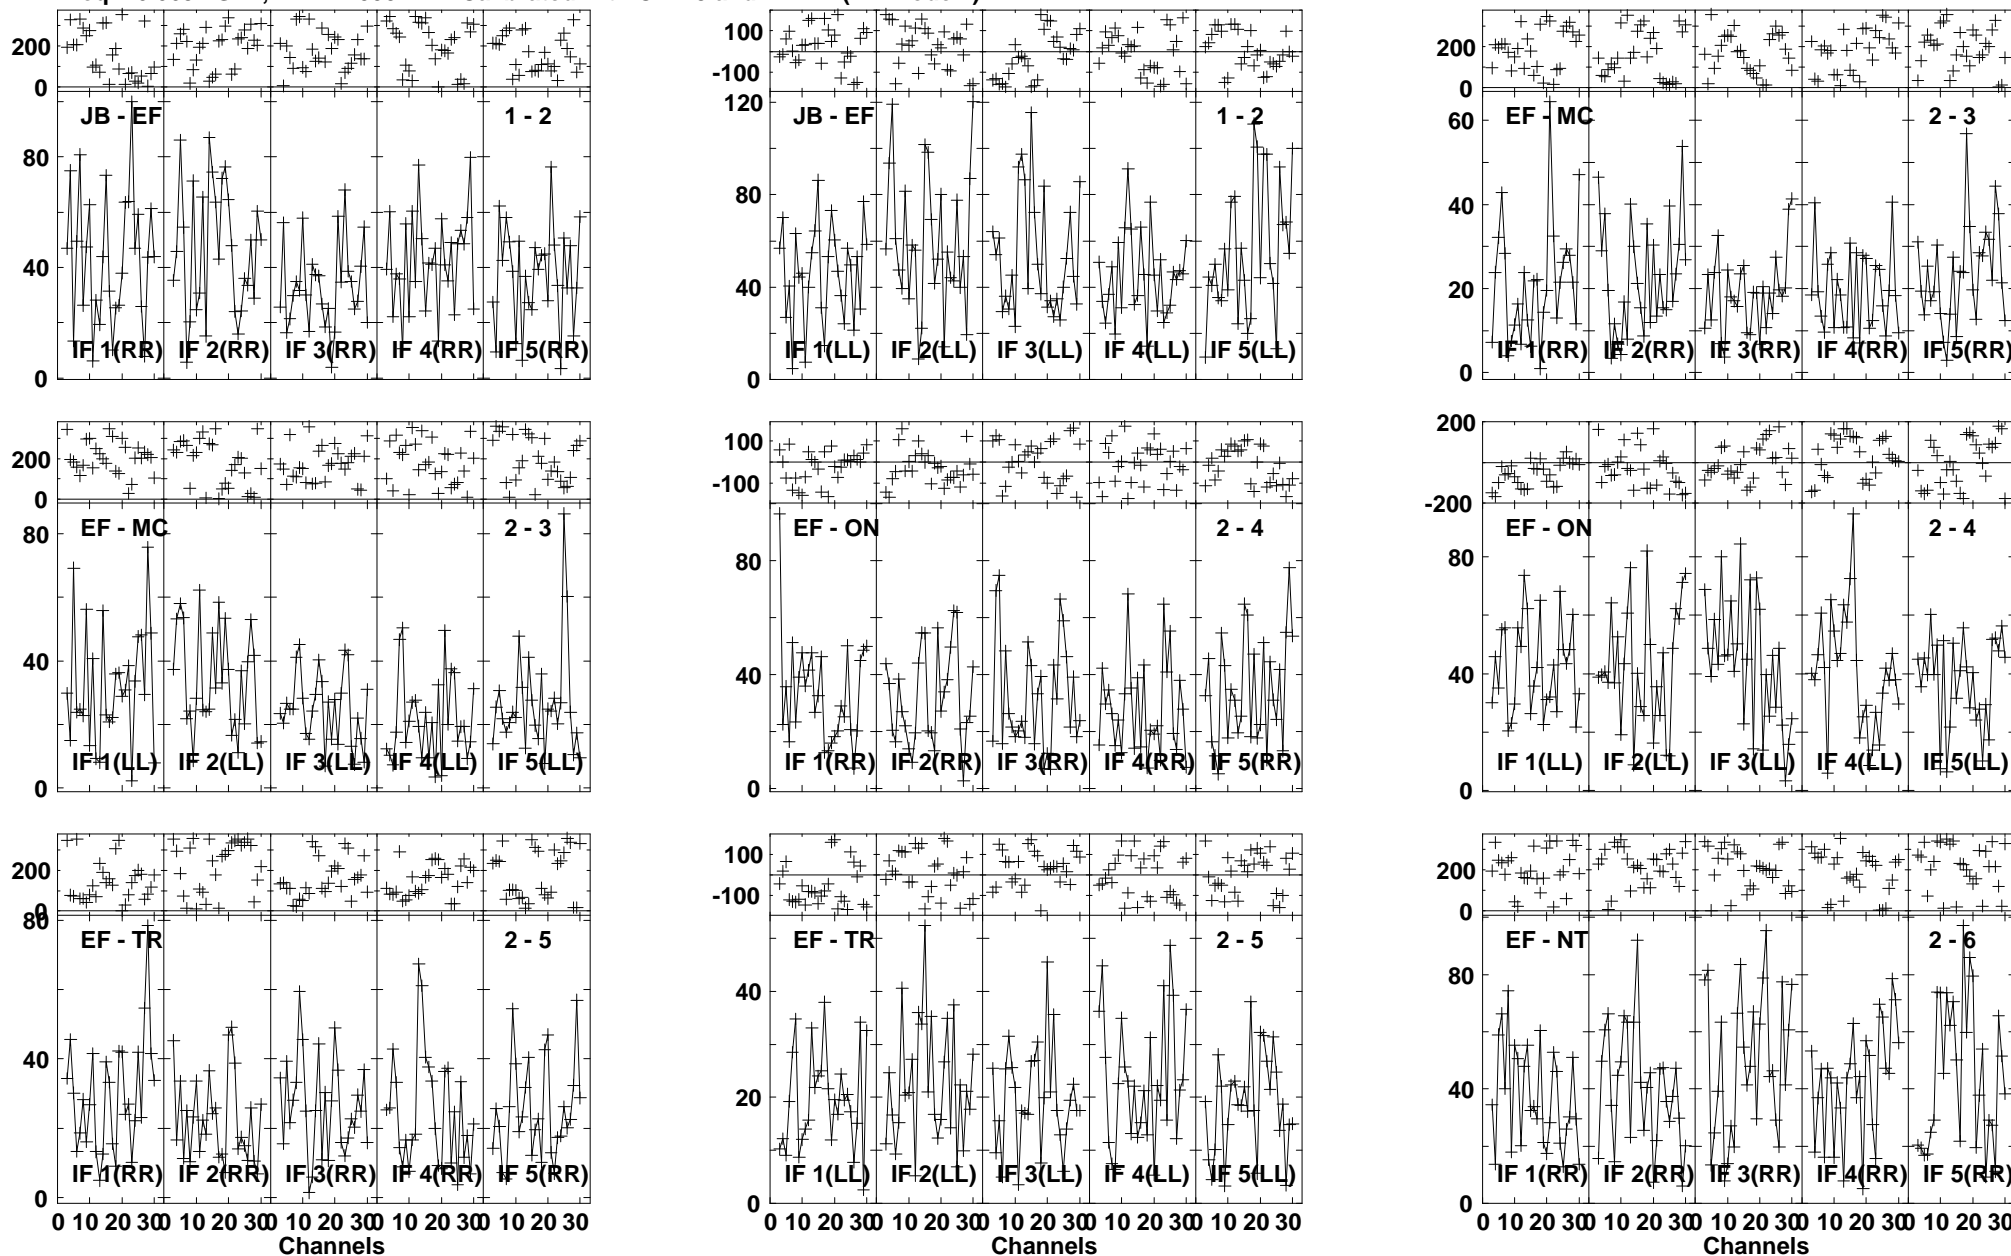 200
0
100
-100
200
0
JB - EF 1 - 2
JB - EF 1 - 2
EF - MC 2 - 3
80
40
0
120
80
40
0
60
40
20
0
IF 1(RR) IF 2(RR) IF 3(RR) IF 4(RR) IF 5(RR)
IF 1(LL) IF 2(LL) IF 3(LL) IF 4(LL) IF 5(LL)
IF 1(RR) IF 2(RR) IF 3(RR) IF 4(RR) IF 5(RR)
200
0
100
-100
200
0
-200
EF - MC 2 - 3
EF - ON 2 - 4
EF - ON 2 - 4
80
40
0
80
40
0
80
40
0
IF 1(LL) IF 2(LL) IF 3(LL) IF 4(LL) IF 5(LL)
IF 1(RR) IF 2(RR) IF 3(RR) IF 4(RR) IF 5(RR)
IF 1(LL) IF 2(LL) IF 3(LL) IF 4(LL) IF 5(LL)
200
0
100
-100
200
0
EF - TR 2 - 5
EF - TR 2 - 5
EF - NT 2 - 6
80
40
0
40
20
0
80
40
0
IF 1(RR) IF 2(RR) IF 3(RR) IF 4(RR) IF 5(RR)
IF 1(LL) IF 2(LL) IF 3(LL) IF 4(LL) IF 5(LL)
IF 1(RR) IF 2(RR) IF 3(RR) IF 4(RR) IF 5(RR)
0 10 20 30 0 10 20 30 0 10 20 30 0 10 20 30 0 10 20 30
0 10 20 30 0 10 20 30 0 10 20 30 0 10 20 30 0 10 20 30
0 10 20 30 0 10 20 30 0 10 20 30 0 10 20 30 0 10 20 30
Channels
Channels